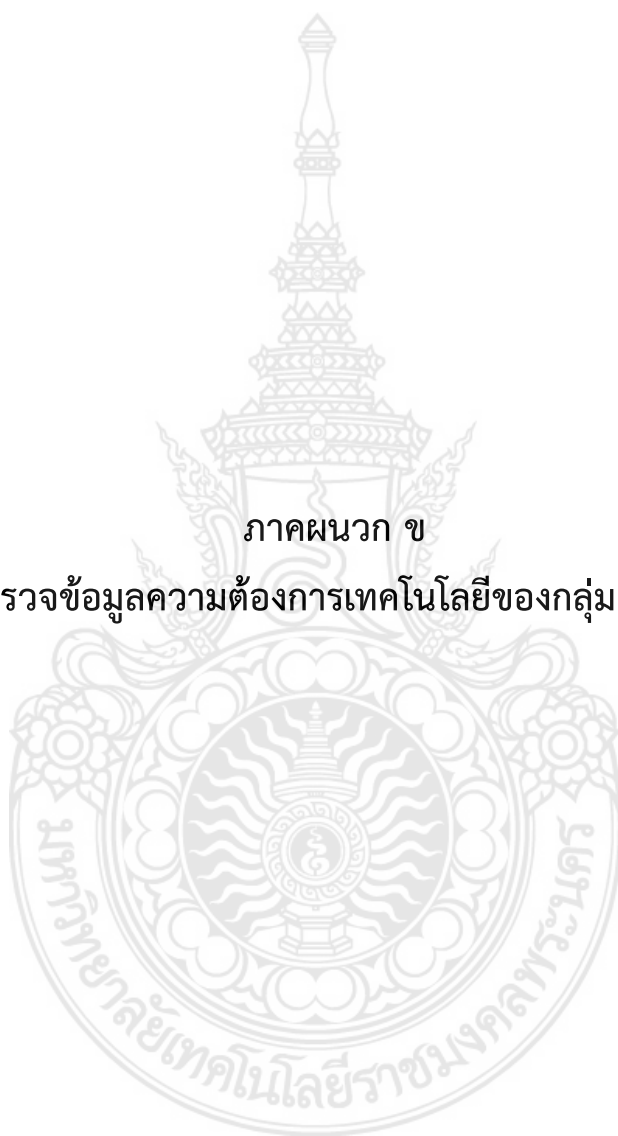 ภาคผนวก ข
รวจข้อมูลความต้องการเทคโนโลยีของกลุ่ม
มหาวิทยาลัยเทคโนโลยีราชมงคลพระนคร